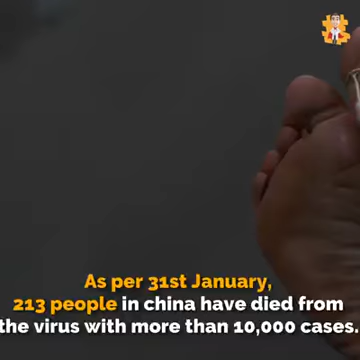 As per 31st January,
213 people in china have died from
the virus with more than 10,000 cases.